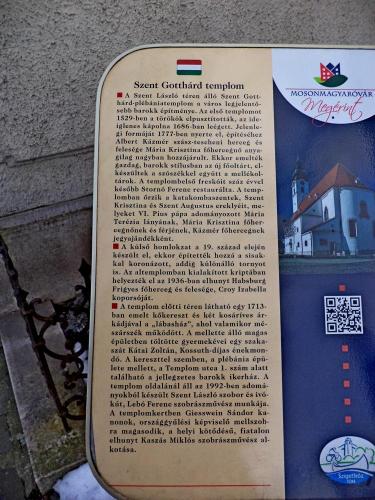 Szent Gotthárd templom
A Szent László téren álló Szent Gott-
hárd-plébániatemplom a város legjelentő-
sebb barokk építménye. Az első templomot
1529-ben a törökök elpusztították, az ide-
iglenes kápolna 1686-ban leégett. Jelenle-
gi formáját 1777-ben nyerte el, építéséhez
Albert Kázmér szász-tescheni herceg és
felesége Mária Krisztina főhercegnő anya-
gilag nagyban hozzájárult. Ekkor emelték,
gazdag, barokk stílusban az új főoltárt, el-
készültek a szószékkel együtt a mellékol-
tárok. A templombelső freskóit száz évvel
később Storno Ferenc restaurálta. A temp-
lomban őrzik a katakombaszentek, Szent
Krisztina és Szent Augustus ereklyéit, me-
lyeket VI. Pius pápa adományozott Mária
Terézia lányának, Mária Krisztina főher-
cegnőnek és férjének, Kázmér főhercegnek
jegyajándékként.
A külső homlokzat a 19. század elején
készült el, ekkor építették hozzá a sisak-
kal koronázott, addig különálló tornyot
is. Az altemplomban kialakított kriptában
helyezték el az 1936-ban elhunyt Habsburg
Frigyes főherceg és felesége, Croy Izabella
koporsóját.
A templom előtti téren látható egy 1713-
ban emelt kőkereszt és két kosáríves ár-
kádjával a „lábasház”, ahol valamikor mé-
szárszék működött. A mellette álló magas
épületben töltötte gyermekévei egy szaka-
szát Kátai Zoltán, Kossuth-díjas énekmon-
dó. A kereszttel szemben, a plébánia épü-
lete mellett, a Templom utca 1. szám alatt
található a jellegzetes barokk ikerház. A
templom oldalánál áll az 1992-ben adomá-
nyokból készült Szent László szobor és ivó-
kút, Lebó Ferenc szobrászművész munkája.
A templomkertben Giesswein Sándor ka-
nonok, országgyűlési képviselő mellszob-
ra magasodik, a helyi kötődésű, fiatalon
elhunyt Kaszás Miklós szobrászművész al-
kotása.
MOSONMAGYARÓVÁR
Megérint
Szigetköz